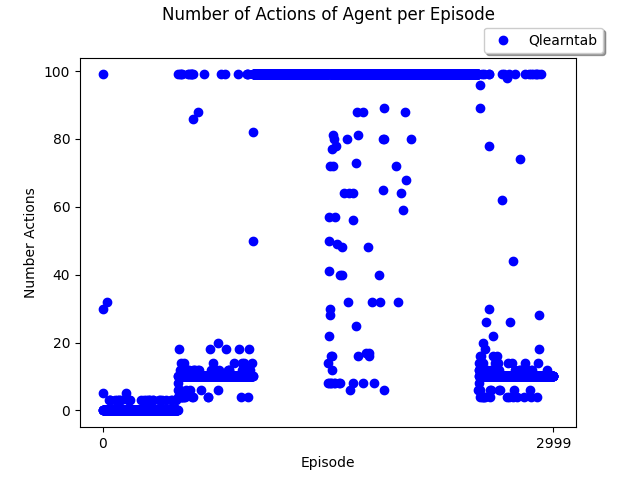 Number of Actions of Agent per Episode
Qlearntab
100
80
60
40
20
0
Number Actions
0
2999
Episode